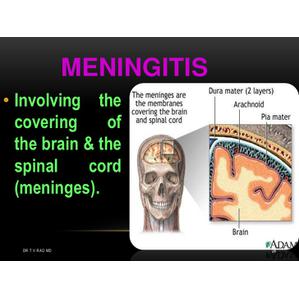 MENINGITIS
• Involving the
covering of
the brain & the
spinal cord
(meninges).
The meninges are
the membranes
covering the brain
and spinal cord
Dura mater (2 layers)
Arachnoid
Pia mater
Brain
ADAM
DR T V RAO MD